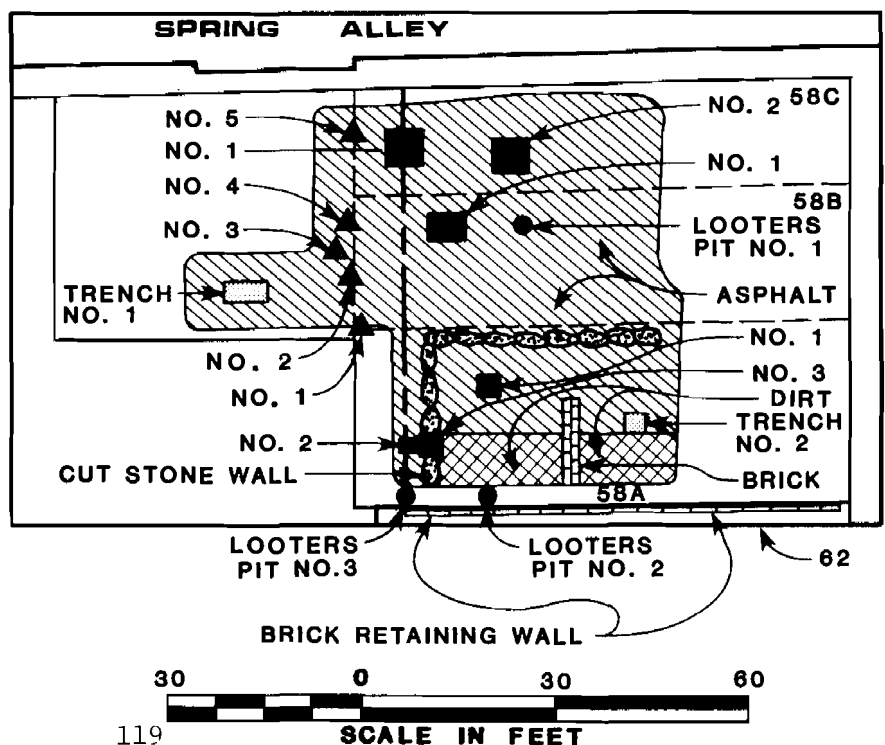 SPRING ALLEY
NO. 5
NO. 1
NO. 4
NO. 3
TRENCH
NO. 1
NO. 2
NO. 1
NO. 2
CUT STONE WALL
NO. 2 58C
NO. 1
58B
LOOTERS
PIT NO. 1
ASPHALT
NO. 1
NO. 3
DIRT
TRENCH
NO. 2
BRICK
58A
LOOTERS
PIT NO.3
LOOTERS
PIT NO. 2
62
BRICK RETAINING WALL
30 0 30 60
SCALE IN FEET
119